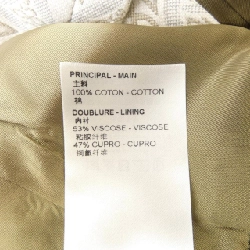 PRINCIPAL - MAIN
主料
100% COTON - COTTON
棉
DOUBLURE - LINING
内衬
53% VISCOSE - VISCOSE
粘胶纤维
47% CUPRO - CUPRO
铜氨纤维